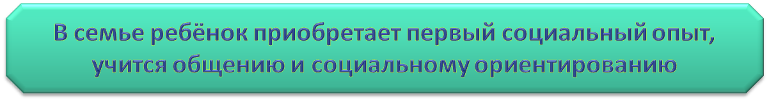 В семье ребёнок приобретает первый социальный опыт,
учится общению и социальному ориентированию